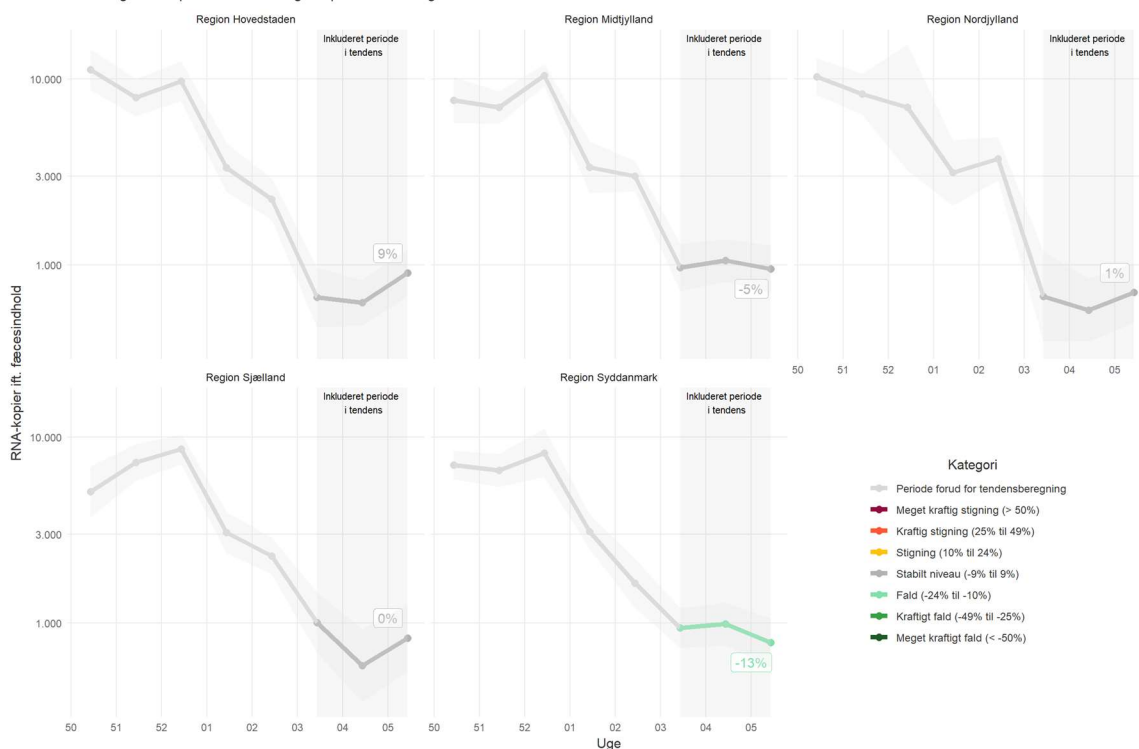 Region Hovedstaden
Region Midtjylland
Region Nordjylland
Inkluderet periode
i tendens
Inkluderet periode
i tendens
Inkluderet periode
i tendens
10.000
3.000
1.000
9%
-5%
1%
50 51 52 01 02 03 04 05
RNA-kopier ift. fæcesindhold
Region Sjælland
Region Syddanmark
Inkluderet periode
i tendens
Inkluderet periode
i tendens
10.000
3.000
1.000
0%
-13%
50 51 52 01 02 03 04 05
50 51 52 01 02 03 04 05
Uge
Kategori
Periode forud for tendensberegning
Meget kraftig stigning (> 50%)
Kraftig stigning (25% til 49%)
Stigning (10% til 24%)
Stabilt niveau (-9% til 9%)
Fald (-24% til -10%)
Kraftigt fald (-49% til -25%)
Meget kraftigt fald (< -50%)